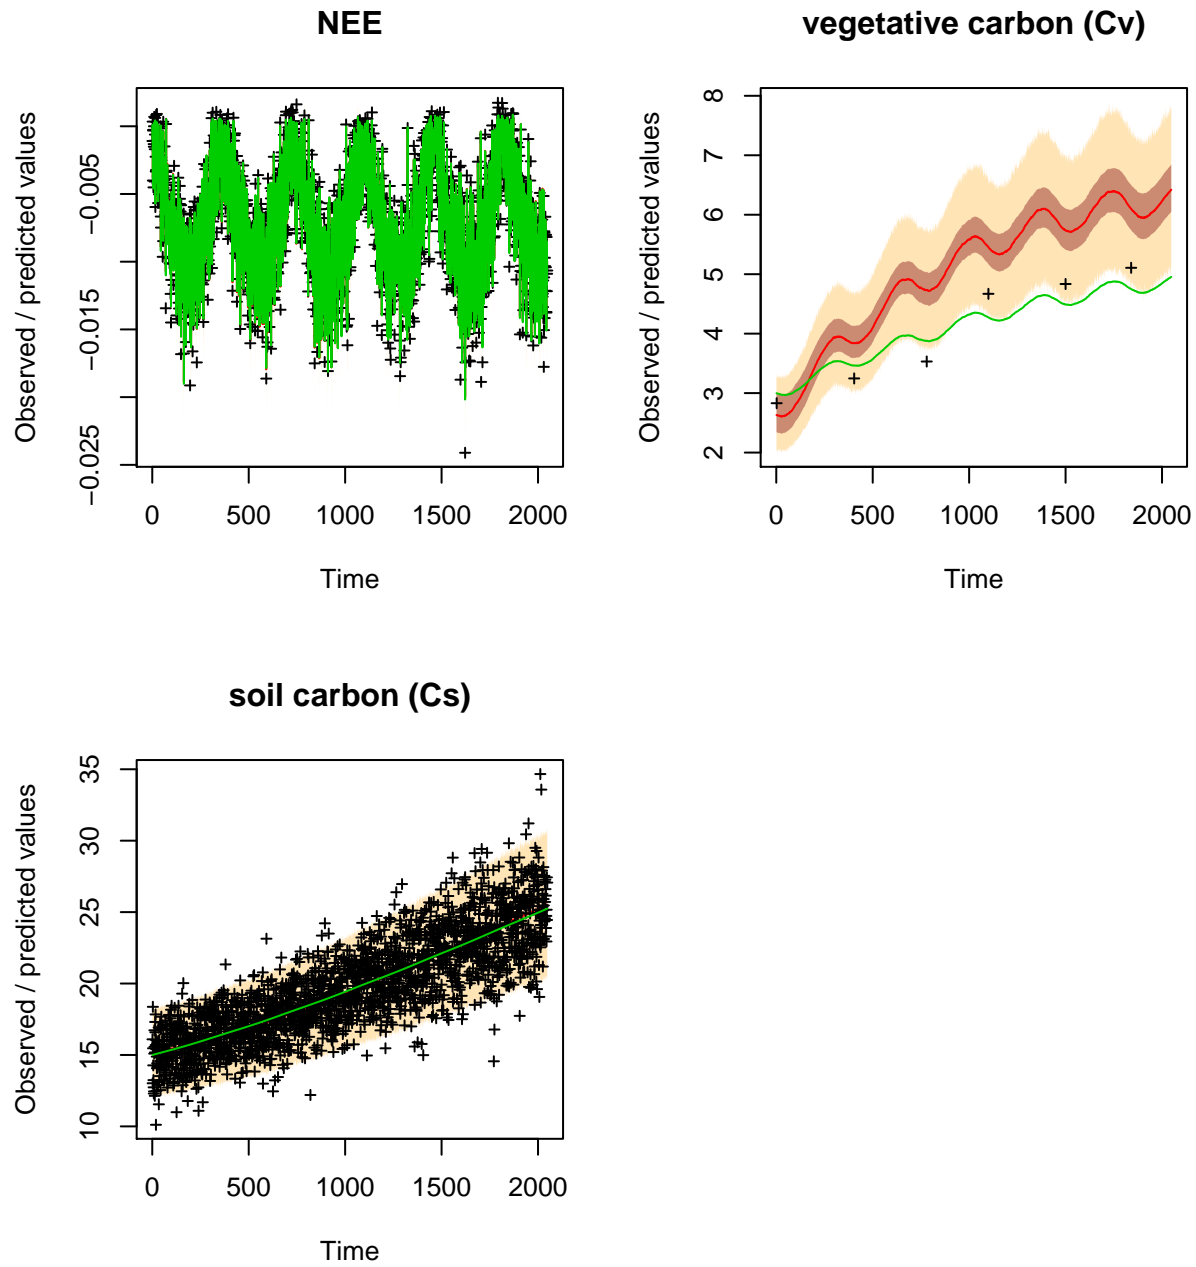 NEE
Observed / predicted values
−0.005
−0.015
−0.025
0 500 1000 1500 2000
Time
vegetative carbon (Cv)
Observed / predicted values
8
7
6
5
4
3
2
0 500 1000 1500 2000
Time
soil carbon (Cs)
Observed / predicted values
35
30
25
20
15
10
0 500 1000 1500 2000
Time